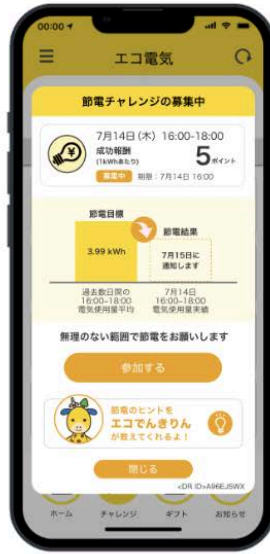 00:00
エコ電気
節電チャレンジの募集中
7月14日(木) 16:00-18:00
成功報酬
(1kWhあたり)
5ポイント
募集中 期限:7月14日 16:00
節電目標
節電結果
3.99 kWh
7月15日に
通知します
過去数日間の
16:00-18:00
電気使用量平均
7月14日
16:00-18:00
電気使用量実績
無理のない範囲で節電をお願いします
参加する
節電のヒントを
エコでんきりん
が教えてくれるよ!
閉じる
<DR ID>A96EJ5WX
ホーム チャレンジ ギフト お知らせ